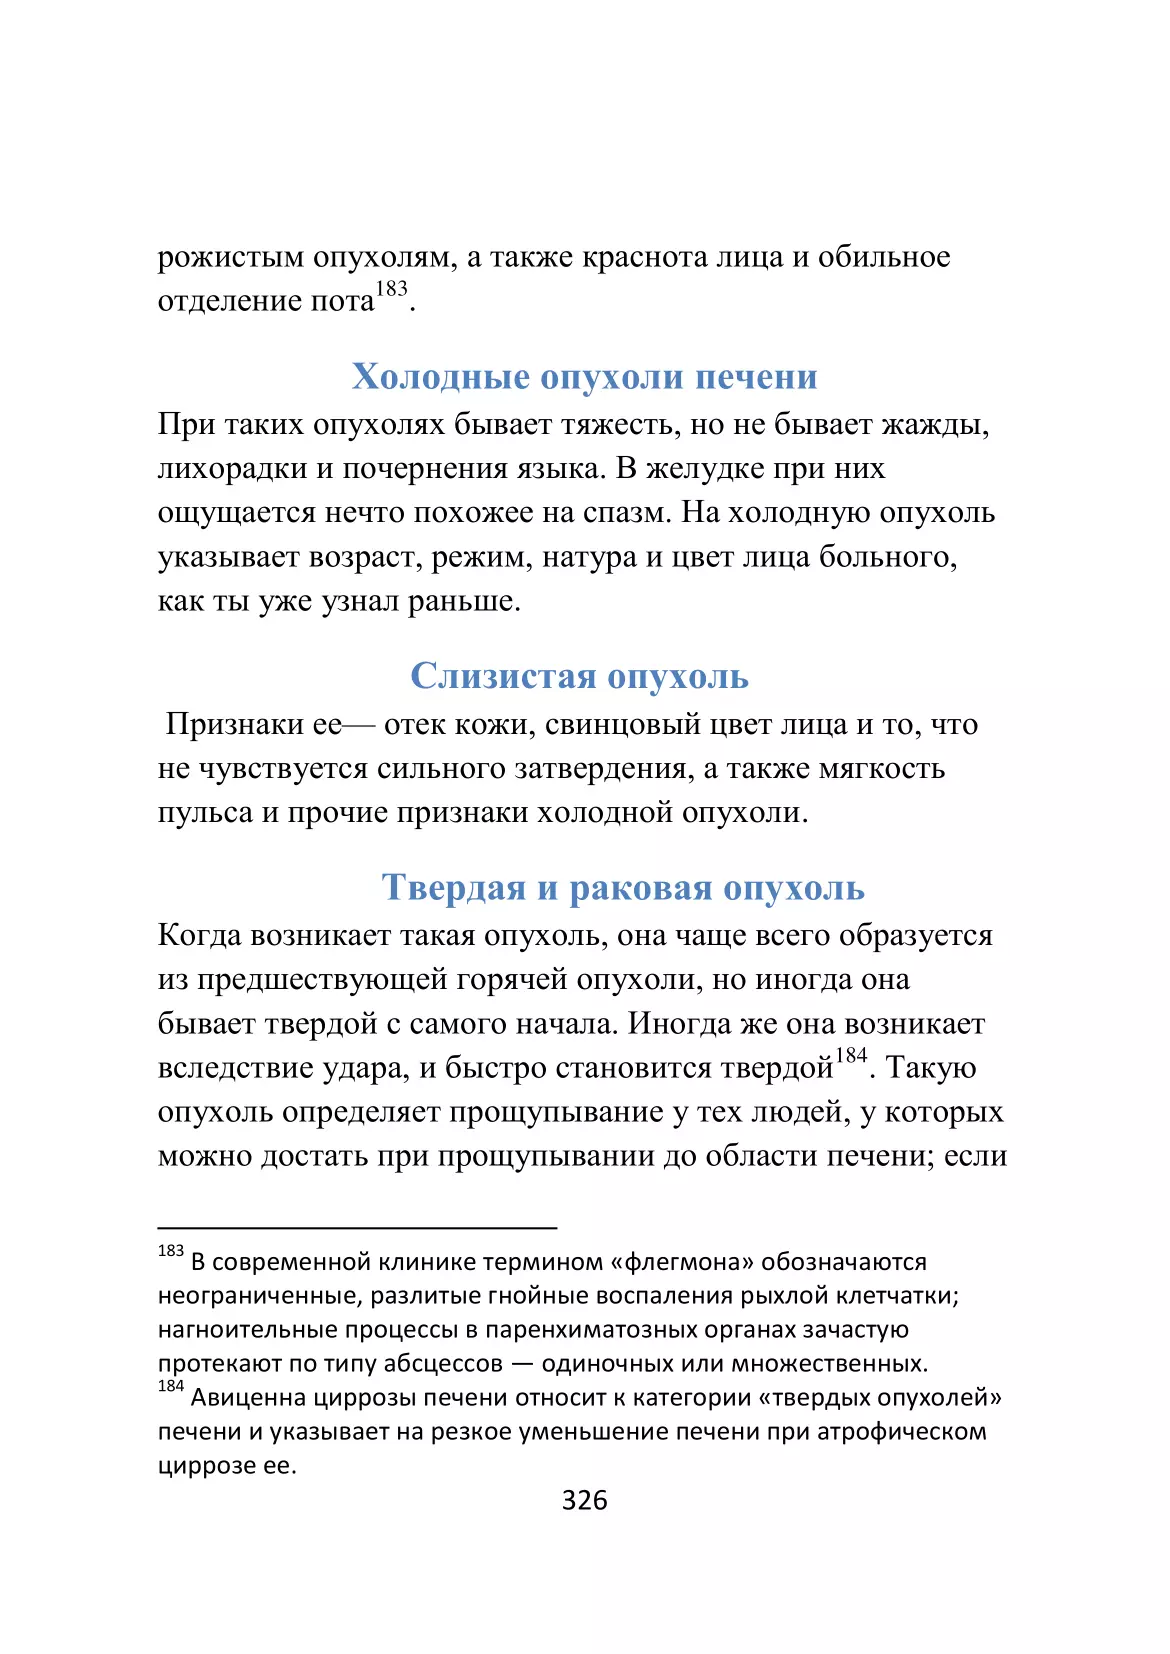 рожистым опухолям, а также краснота лица и обильное
отделение пота183.
Холодные опухоли печени
При таких опухолях бывает тяжесть, но не бывает жажды,
лихорадки и почернения языка. В желудке при них
ощущается нечто похожее на спазм. На холодную опухоль
указывает возраст, режим, натура и цвет лица больного,
как ты уже узнал раньше.
Слизистая опухоль
Признаки ее— отек кожи, свинцовый цвет лица и то, что
не чувствуется сильного затвердения, а также мягкость
пульса и прочие признаки холодной опухоли.
Твердая и раковая опухоль
Когда возникает такая опухоль, она чаще всего образуется
из предшествующей горячей опухоли, но иногда она
бывает твердой с самого начала. Иногда же она возникает
вследствие удара, и быстро становится твердой184. Такую
опухоль определяет прощупывание у тех людей, у которых
можно достать при прощупывании до области печени; если
183 В современной клинике термином «флегмона» обозначаются
неограниченные, разлитые гнойные воспаления рыхлой клетчатки;
нагноительные процессы в паренхиматозных органах зачастую
протекают по типу абсцессов — одиночных или множественных.
184 Авиценна циррозы печени относит к категории «твердых опухолей»
печени и указывает на резкое уменьшение печени при атрофическом
циррозе ее.
326